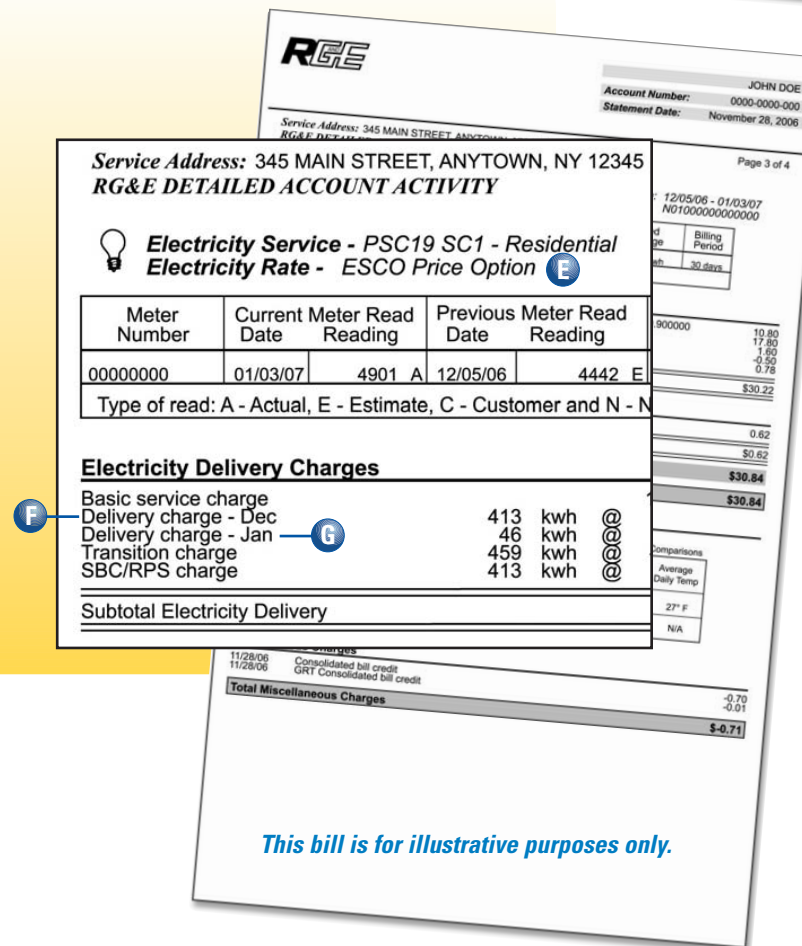 RGE
JOHN DOE
Account Number: 0000-0000-000
Statement Date: November 28, 2006
Service Address: 345 MAIN STREET, ANYTOWN,
Page 3 of 4
Service Address: 345 MAIN STREET, ANYTOWN, NY 12345
RG&E DETAILED ACCOUNT ACTIVITY
: 12/05/06 - 01/03/07
N01000000000000
Electricity Service - PSC19 SC1 - Residential
Electricity Rate - ESCO Price Option E
Billing
Period
30 days
Meter Number Current Meter Read Date Reading Previous Meter Read Date Reading
00000000 01/03/07 4901 A 12/05/06 4442 E
Type of read: A - Actual, E - Estimate, C - Customer and N - N
.900000 10.80
17.80
1.60
-0.50
0.78
$30.22
0.62
$0.62
$30.84
$30.84
Electricity Delivery Charges
Basic service charge
F Delivery charge - Dec 413 kwh @
Delivery charge - Jan G 46 kwh @
Transition charge 459 kwh @
SBC/RPS charge 413 kwh @
Subtotal Electricity Delivery
Comparisons
Average
Daily Temp
27° F
N/A
Charges
11/28/06 Consolidated bill credit -0.70
11/28/06 GRT Consolidated bill credit -0.01
Total Miscellaneous Charges $-0.71
This bill is for illustrative purposes only.